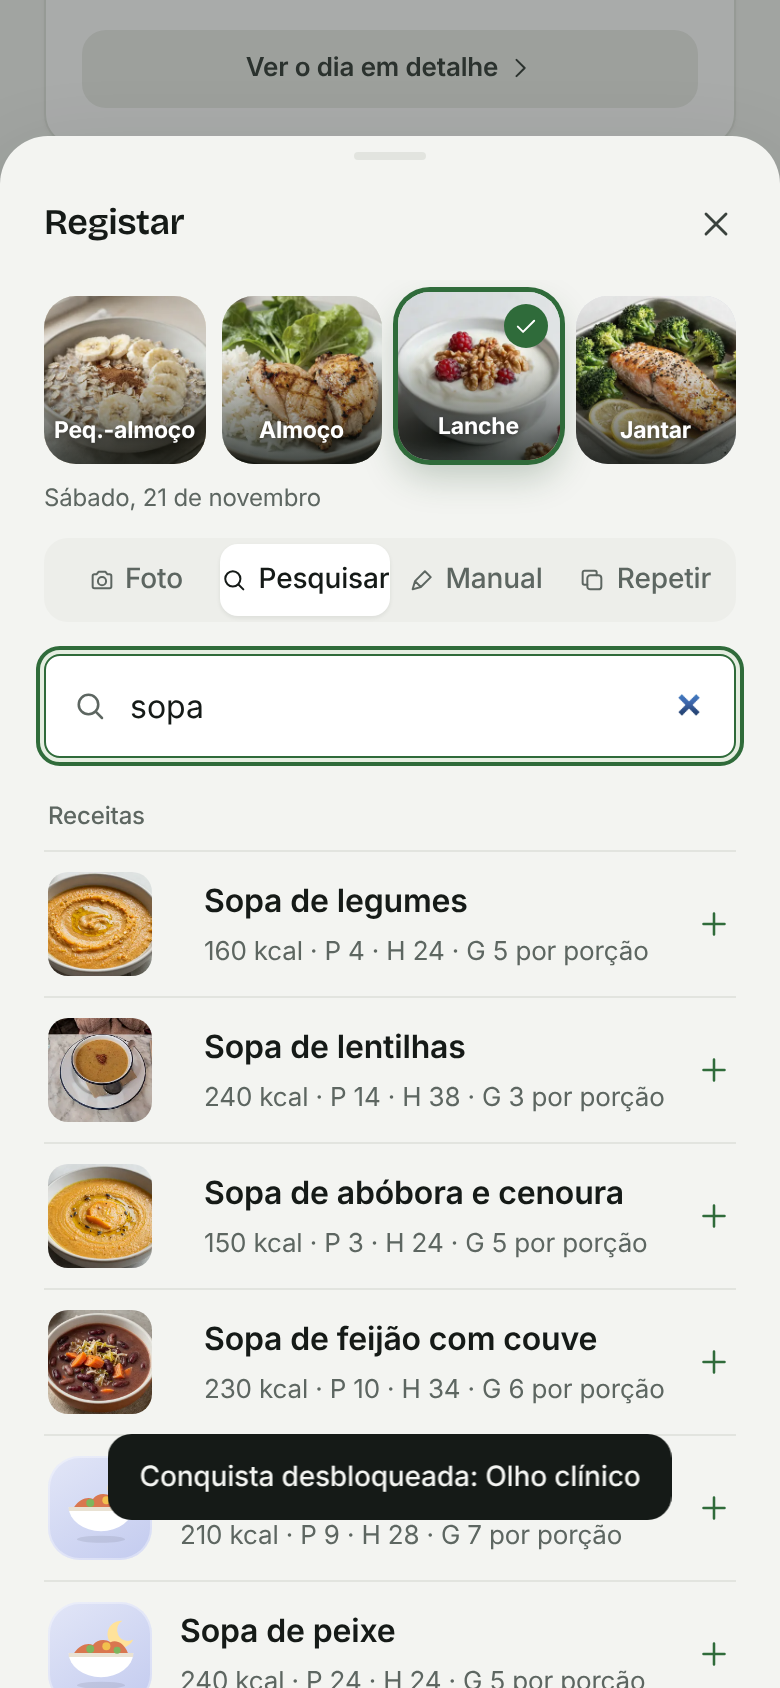 Ver o dia em detalhe
Registar
Peq.-almoço
Almoço
Lanche
Jantar
Sábado, 21 de novembro
Foto
Pesquisar
Manual
Repetir
sopa
Receitas
Sopa de legumes
160 kcal · P 4 · H 24 · G 5 por porção
Sopa de lentilhas
240 kcal · P 14 · H 38 · G 3 por porção
Sopa de abóbora e cenoura
150 kcal · P 3 · H 24 · G 5 por porção
Sopa de feijão com couve
230 kcal · P 10 · H 34 · G 6 por porção
Conquista desbloqueada: Olho clínico
210 kcal · P 9 · H 28 · G 7 por porção
Sopa de peixe
240 kcal · P 24 · H 24 · G 5 por porção